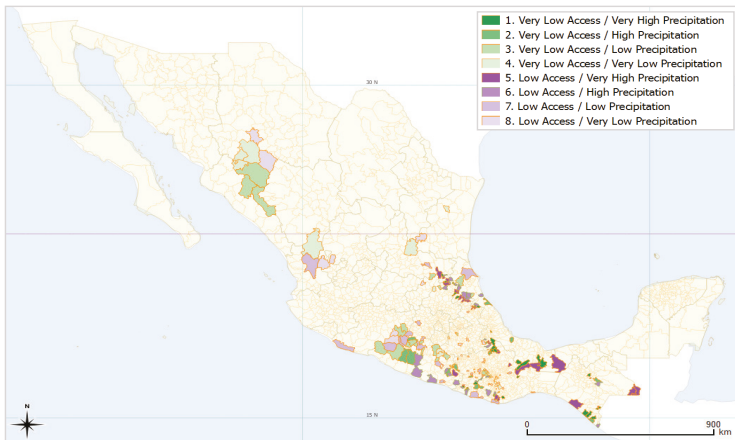 1. Very Low Access / Very High Precipitation
2. Very Low Access / High Precipitation
3. Very Low Access / Low Precipitation
4. Very Low Access / Very Low Precipitation
5. Low Access / Very High Precipitation
6. Low Access / High Precipitation
7. Low Access / Low Precipitation
8. Low Access / Very Low Precipitation
30 N
N
15 N
0 900
km